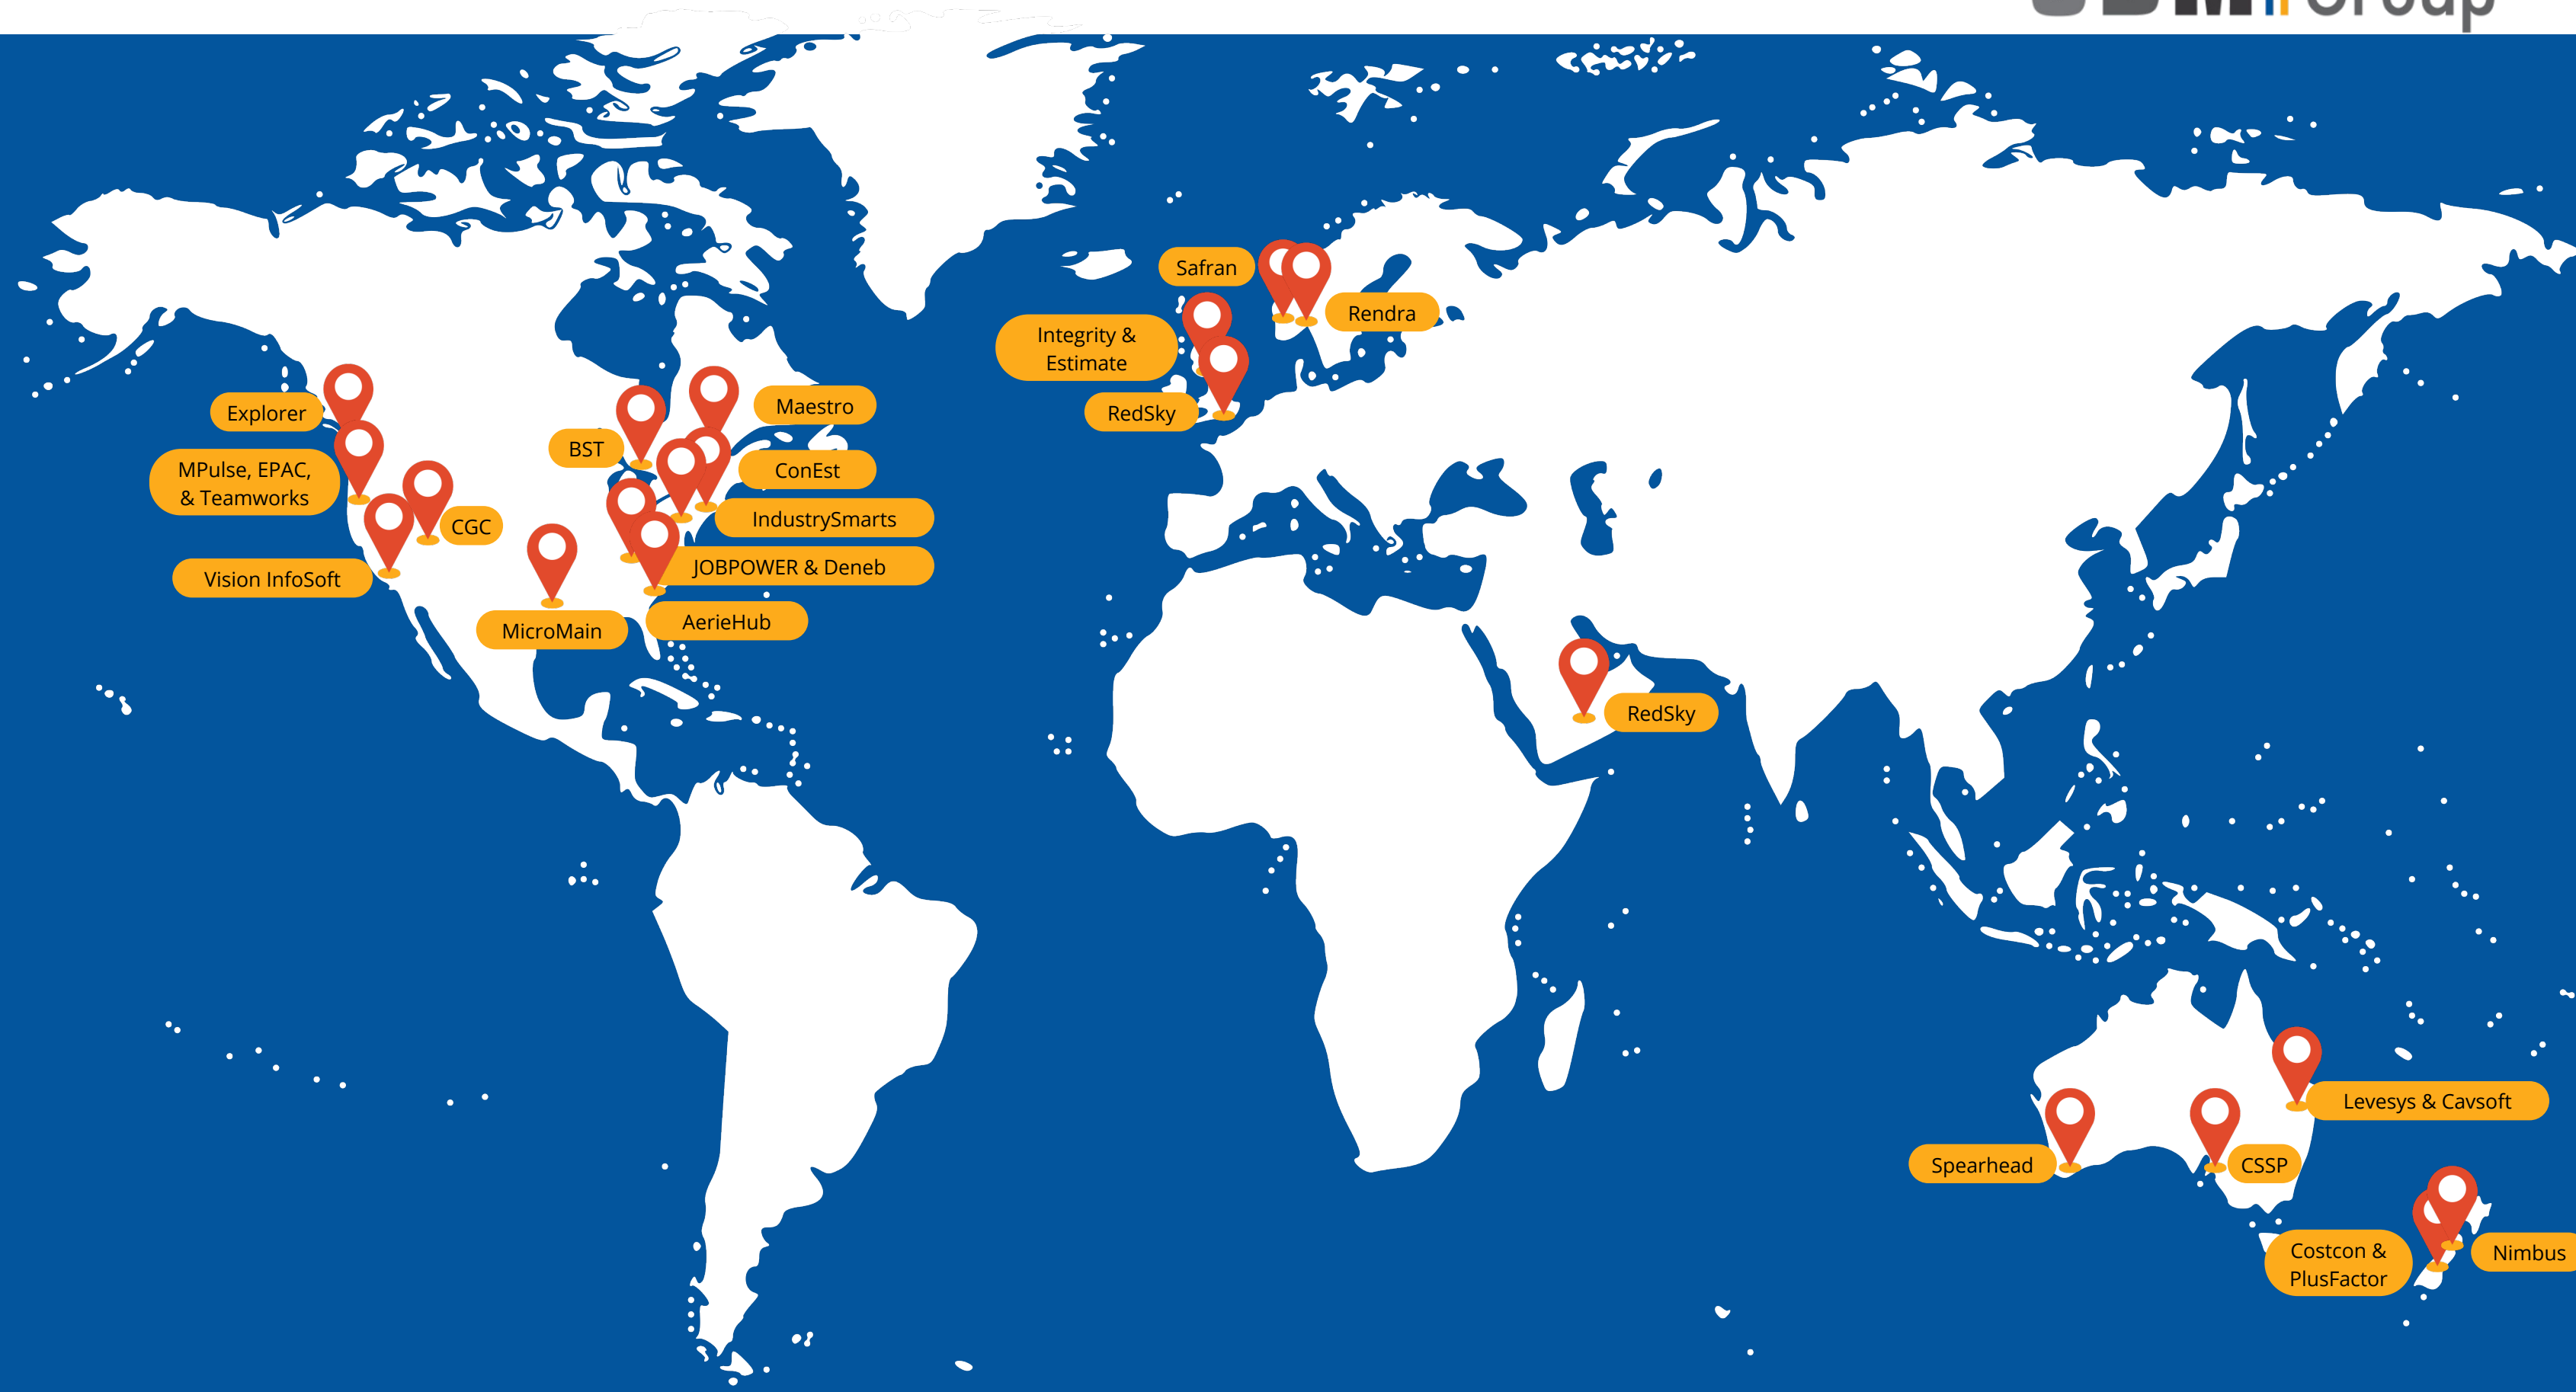 Group
Safran
Rendra
Integrity &
Estimate
RedSky
Explorer
Maestro
BST
MPulse, EPAC,
& Teamworks
ConEst
CGC
IndustrySmarts
JOBPOWER & Deneb
Vision InfoSoft
AerieHub
MicroMain
RedSky
Levesys & Cavsoft
Spearhead
CSSP
Costcon &
PlusFactor
Nimbus